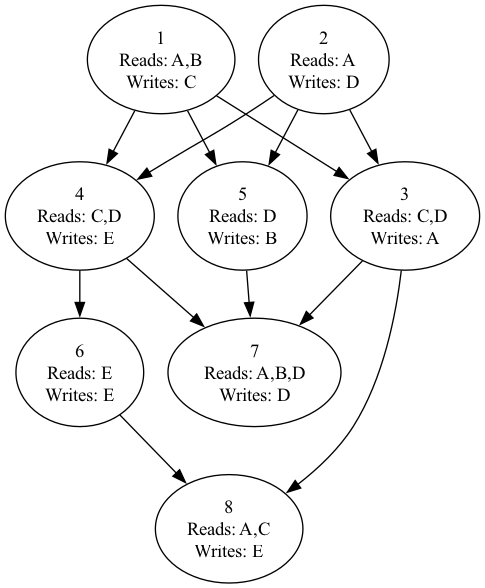 1
Reads: A,B
Writes: C
2
Reads: A
Writes: D
4
Reads: C,D
Writes: E
5
Reads: D
Writes: B
3
Reads: C,D
Writes: A
6
Reads: E
Writes: E
7
Reads: A,B,D
Writes: D
8
Reads: A,C
Writes: E